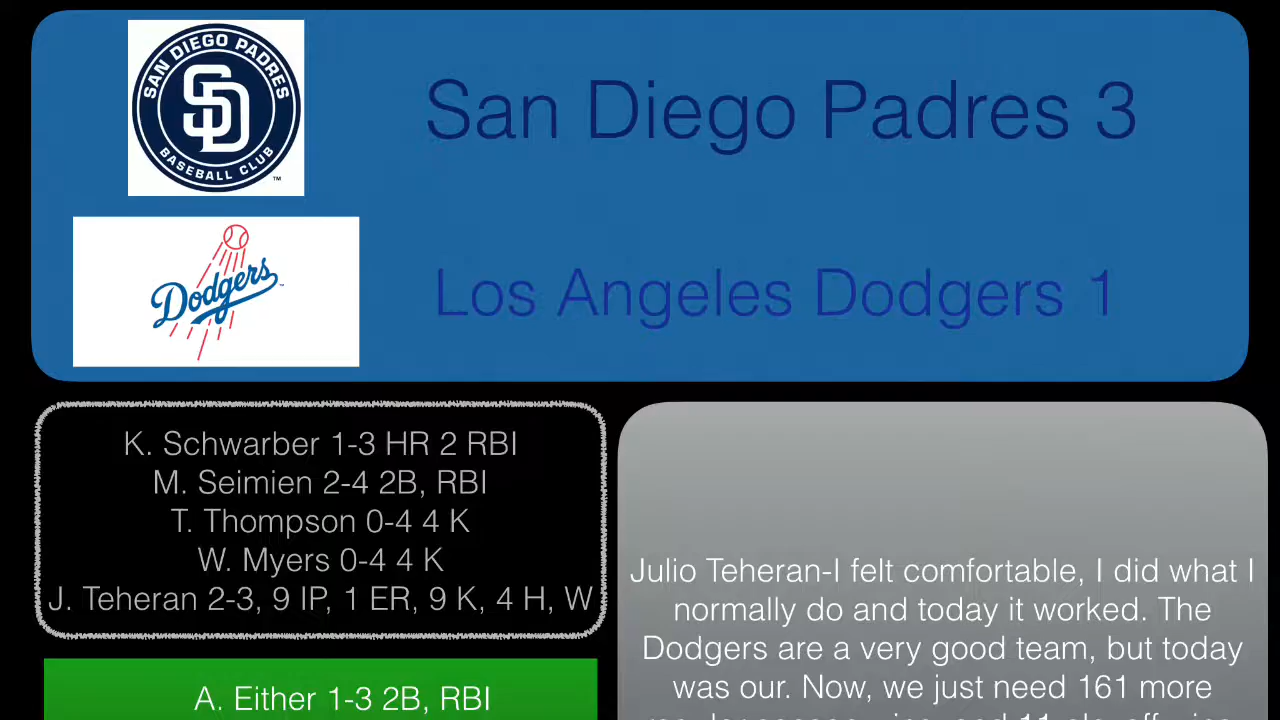 SAN DIEGO PADRES
SD
BASEBALL CLUB
TM
San Diego Padres 3
Dodgers
Los Angeles Dodgers 1
K. Schwarber 1-3 HR 2 RBI
M. Seimien 2-4 2B, RBI
T. Thompson 0-4 4 K
W. Myers 0-4 4 K
J. Teheran 2-3, 9 IP, 1 ER, 9 K, 4 H, W
A. Either 1-3 2B, RBI
Julio Teheran-I felt comfortable, I did what I
normally do and today it worked. The
Dodgers are a very good team, but today
was our. Now, we just need 161 more